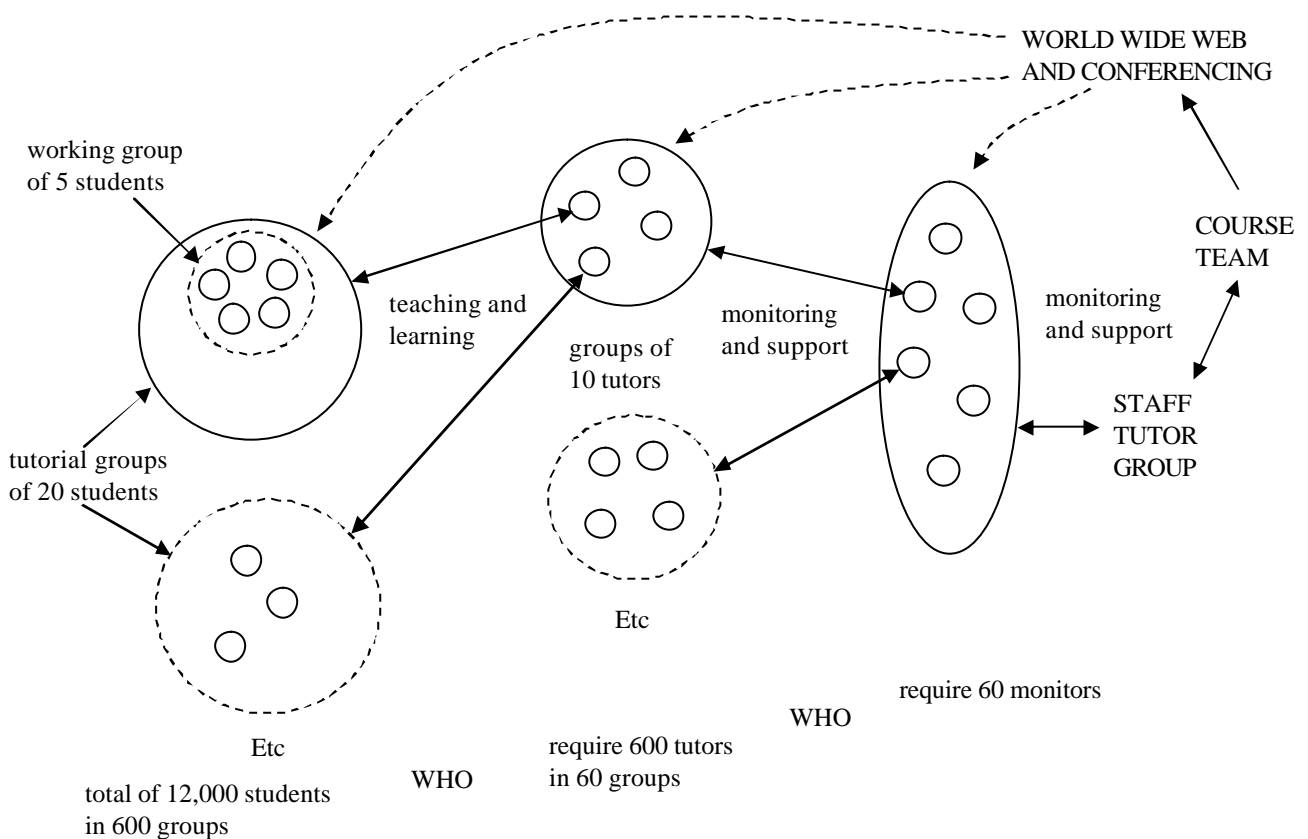 WORLD WIDE WEB
AND CONFERENCING
working group
of 5 students
COURSE
TEAM
teaching and
learning
monitoring
and support
monitoring
and support
groups of
10 tutors
STAFF
TUTOR
GROUP
tutorial groups
of 20 students
Etc
require 60 monitors
WHO
Etc
require 600 tutors
in 60 groups
WHO
total of 12,000 students
in 600 groups